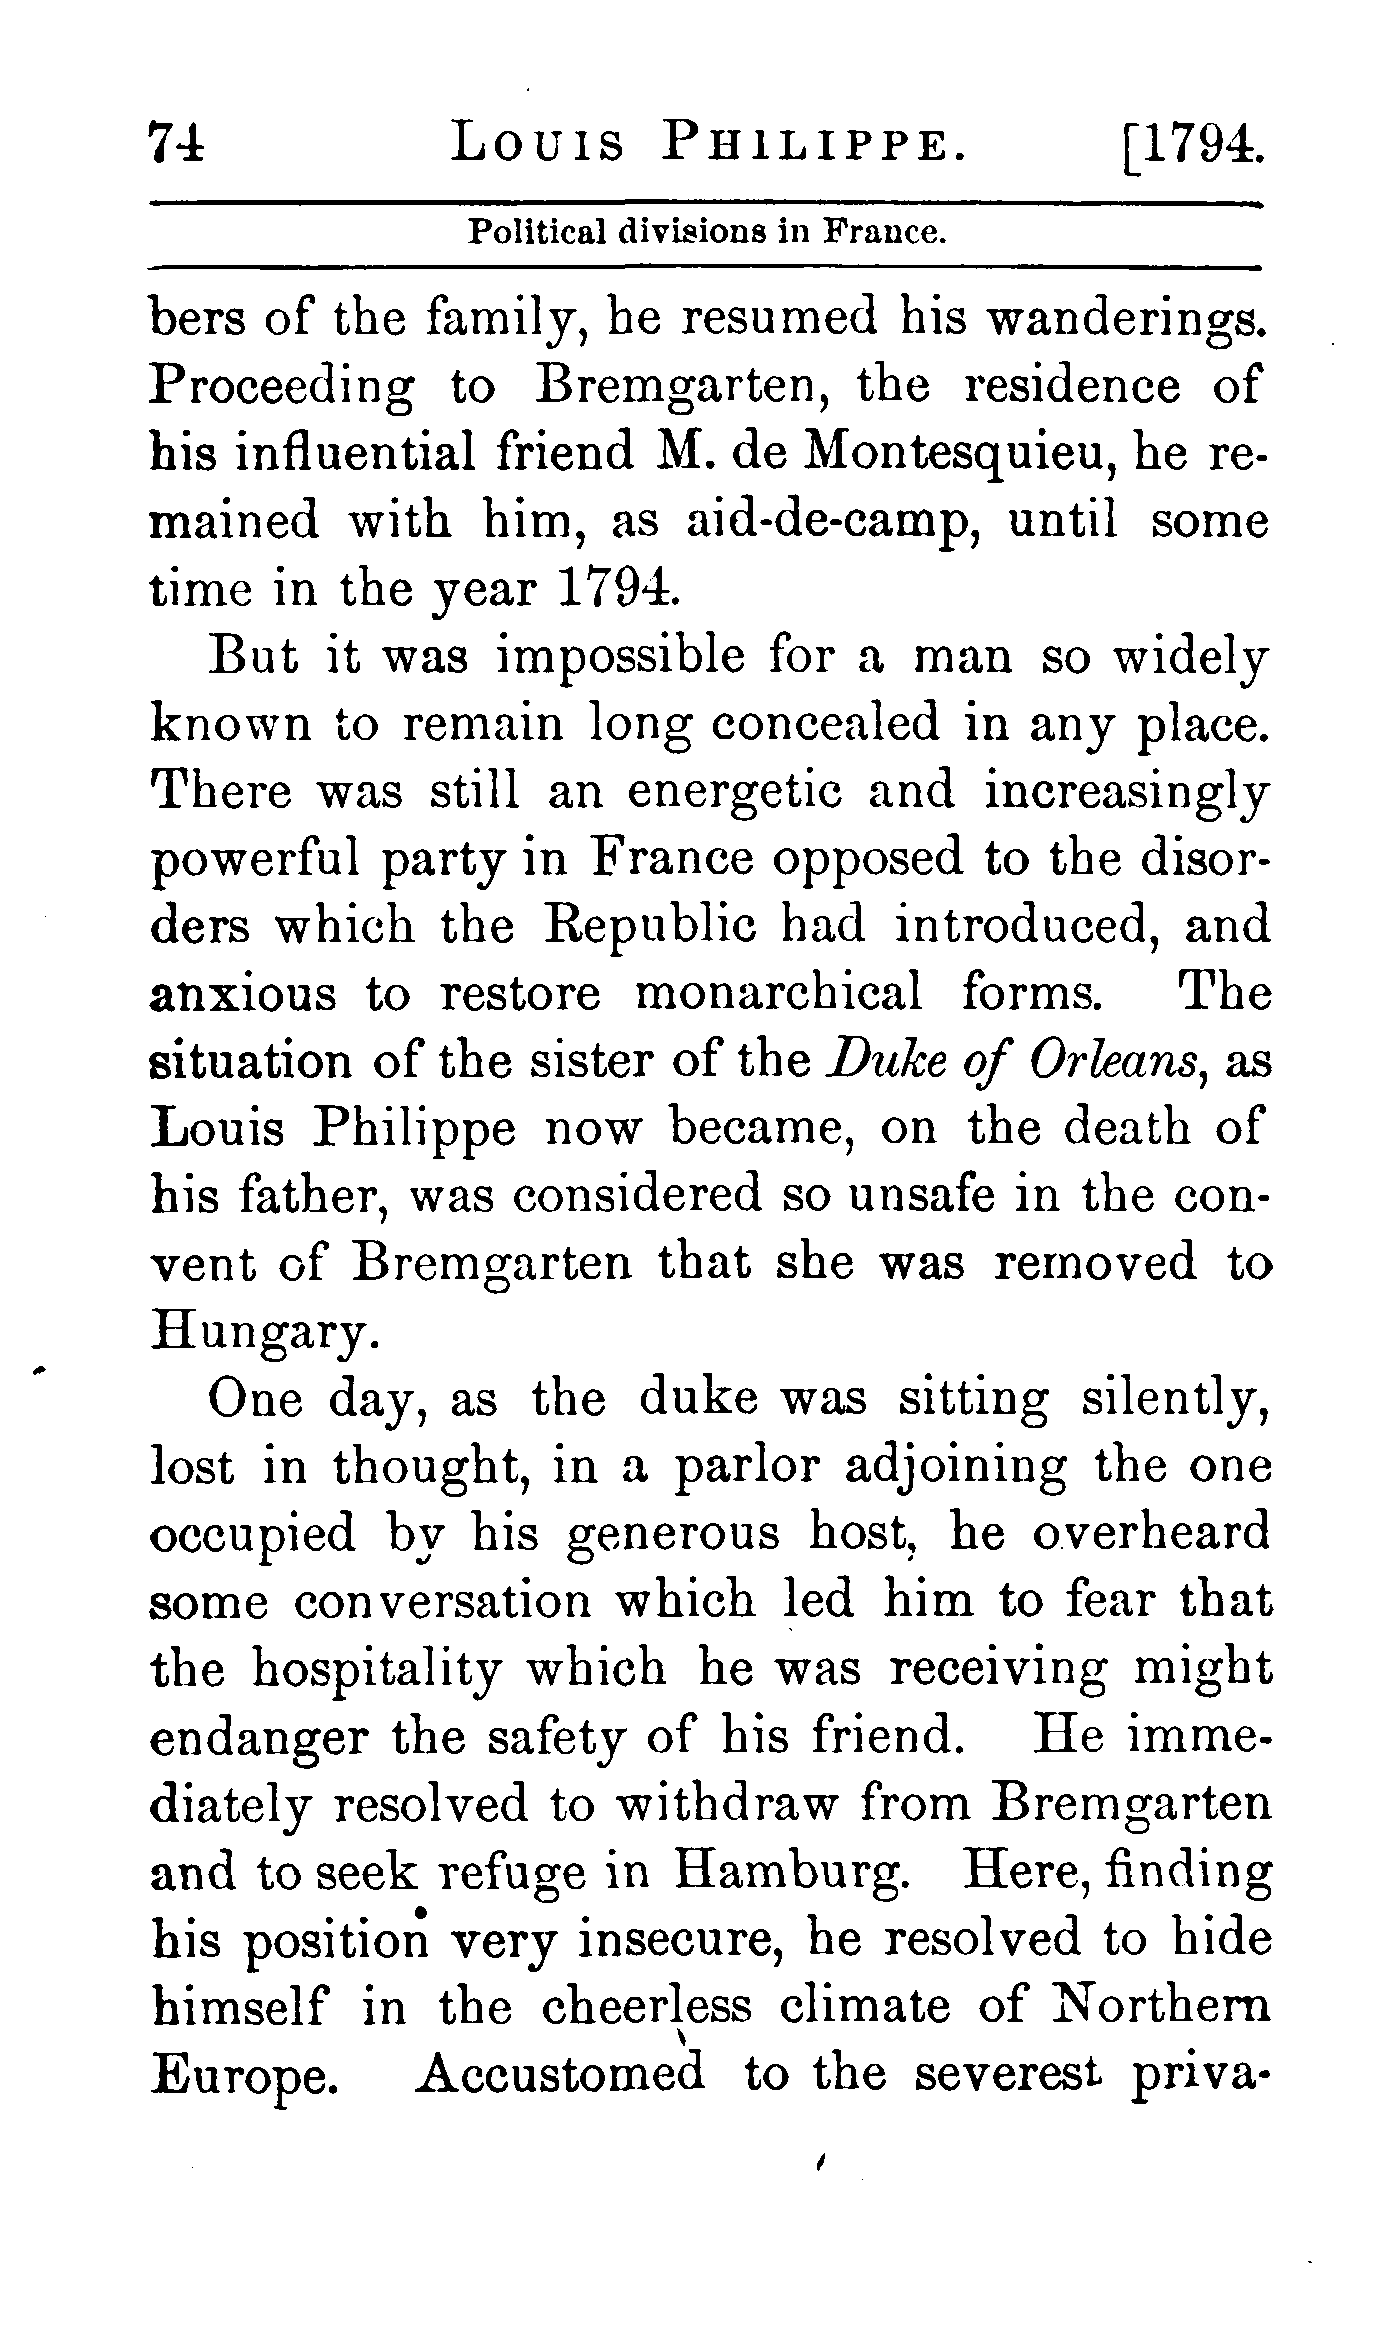 74 LOUIS PHILIPPE. [1794.
Political divisions in France.
bers of the family, he resumed his wanderings.
Proceeding to Bremgarten, the residence of
his influential friend M. de Montesquieu, he re-
mained with him, as aid-de-camp, until some
time in the year 1794.
But it was impossible for a man so widely
known to remain long concealed in any place.
There was still an energetic and increasingly
powerful party in France opposed to the disor-
ders which the Republic had introduced, and
anxious to restore monarchical forms. The
situation of the sister of the Duke of Orleans, as
Louis Philippe now became, on the death of
his father, was considered so unsafe in the con-
vent of Bremgarten that she was removed to
Hungary.
One day, as the duke was sitting silently,
lost in thought, in a parlor adjoining the one
occupied by his generous host, he overheard
some conversation which led him to fear that
the hospitality which he was receiving might
endanger the safety of his friend. He imme-
diately resolved to withdraw from Bremgarten
and to seek refuge in Hamburg. Here, finding
his position very insecure, he resolved to hide
himself in the cheerless climate of Northern
Europe. Accustomed to the severest priva-